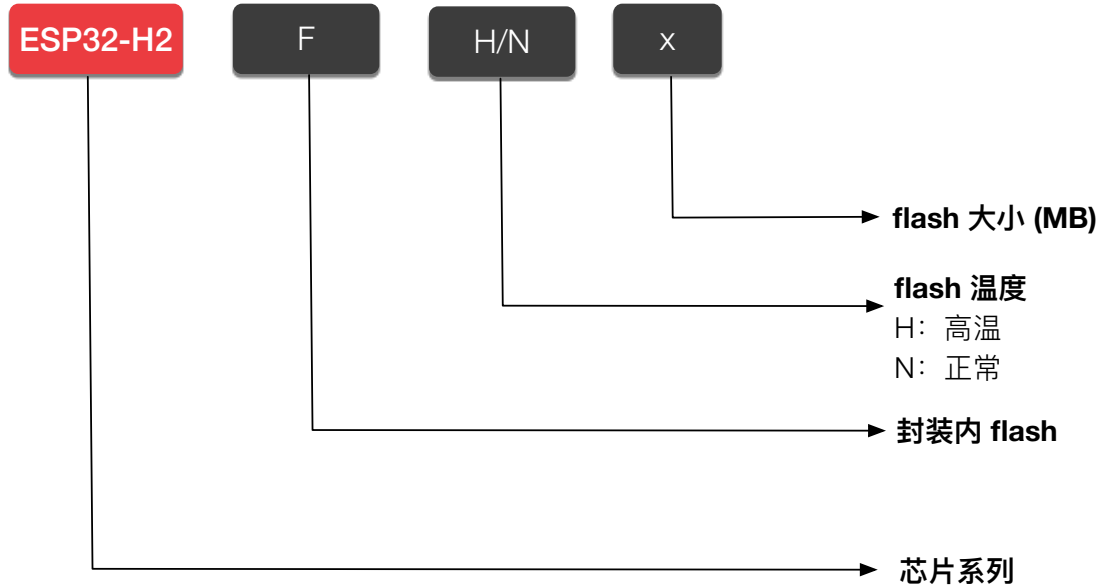 ESP32-H2 F H/N x
flash 大小 (MB)
flash 温度
H：高温
N：正常
封装内 flash
芯片系列